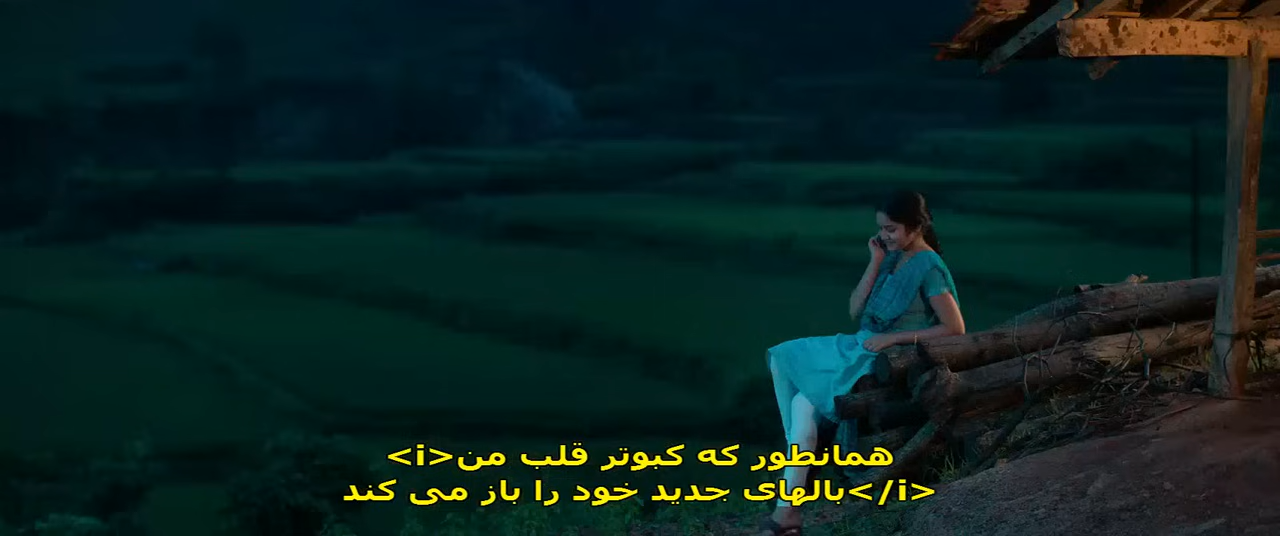 <i>همانطور که کبوتر قلب من
بالهای جدید خود را باز می کند</i>